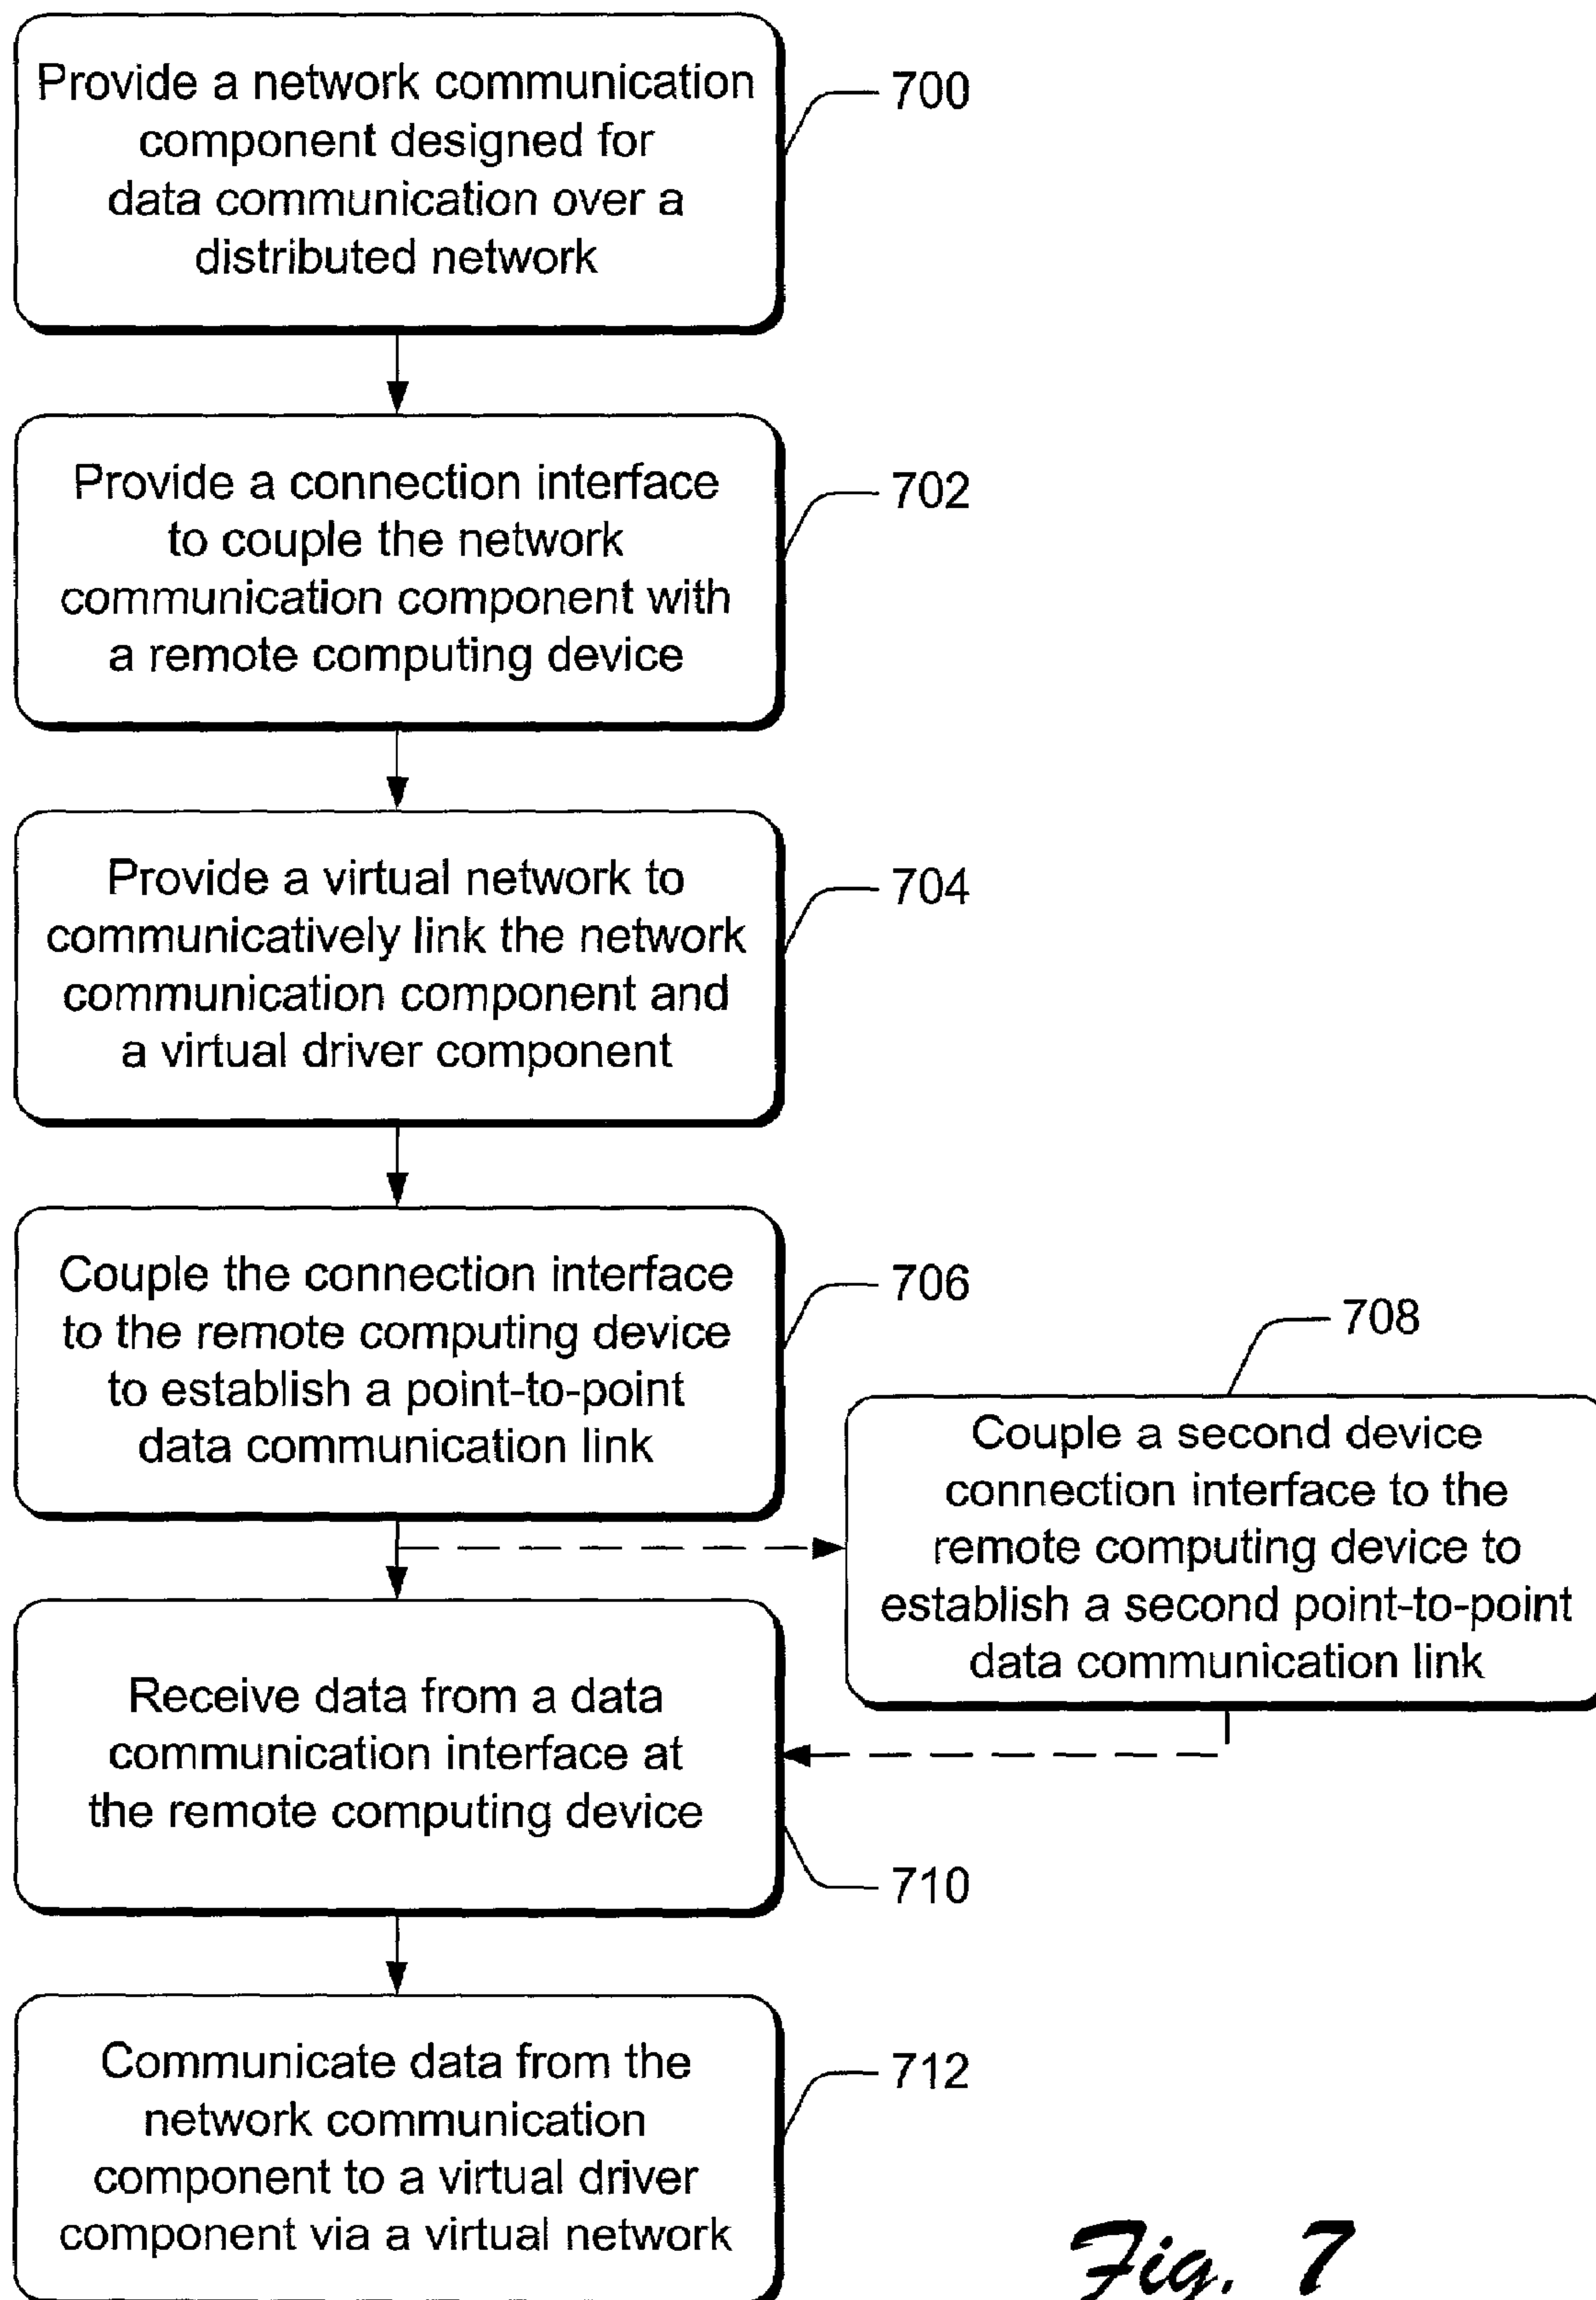 Provide a network communication
component designed for
data communication over a
distributed network
700
Provide a connection interface
to couple the network
communication component with
a remote computing device
702
Provide a virtual network to
communicatively link the network
communication component and
a virtual driver component
704
Couple the connection interface
to the remote computing device
to establish a point-to-point
data communication link
706
708
Couple a second device
connection interface to the
remote computing device to
establish a second point-to-point
data communication link
Receive data from a data
communication interface at
the remote computing device
710
Communicate data from the
network communication
component to a virtual driver
component via a virtual network
712
Fig. 7